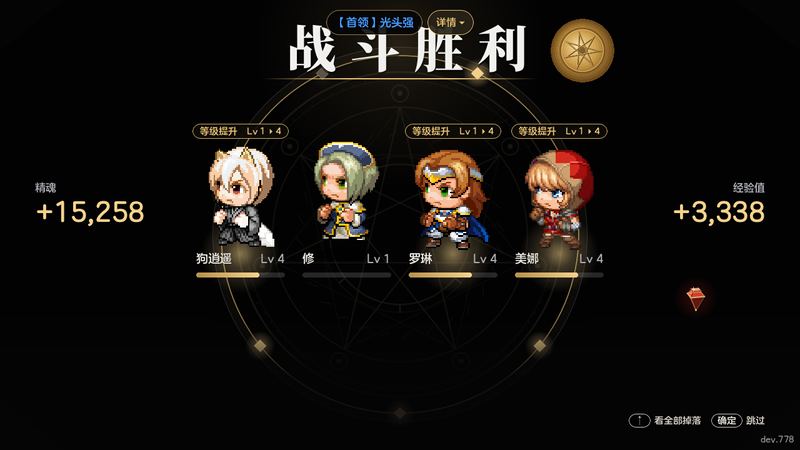 【首领】光头强 详情
战斗胜利
等级提升 Lv 1 4
等级提升 Lv 1 4
等级提升 Lv 1 4
精魂
+15,258
经验值
+3,338
狗逍遥 Lv 4
修 Lv 1
罗琳 Lv 4
美娜 Lv 4
↑ 看全部掉落 确定 跳过
dev.778